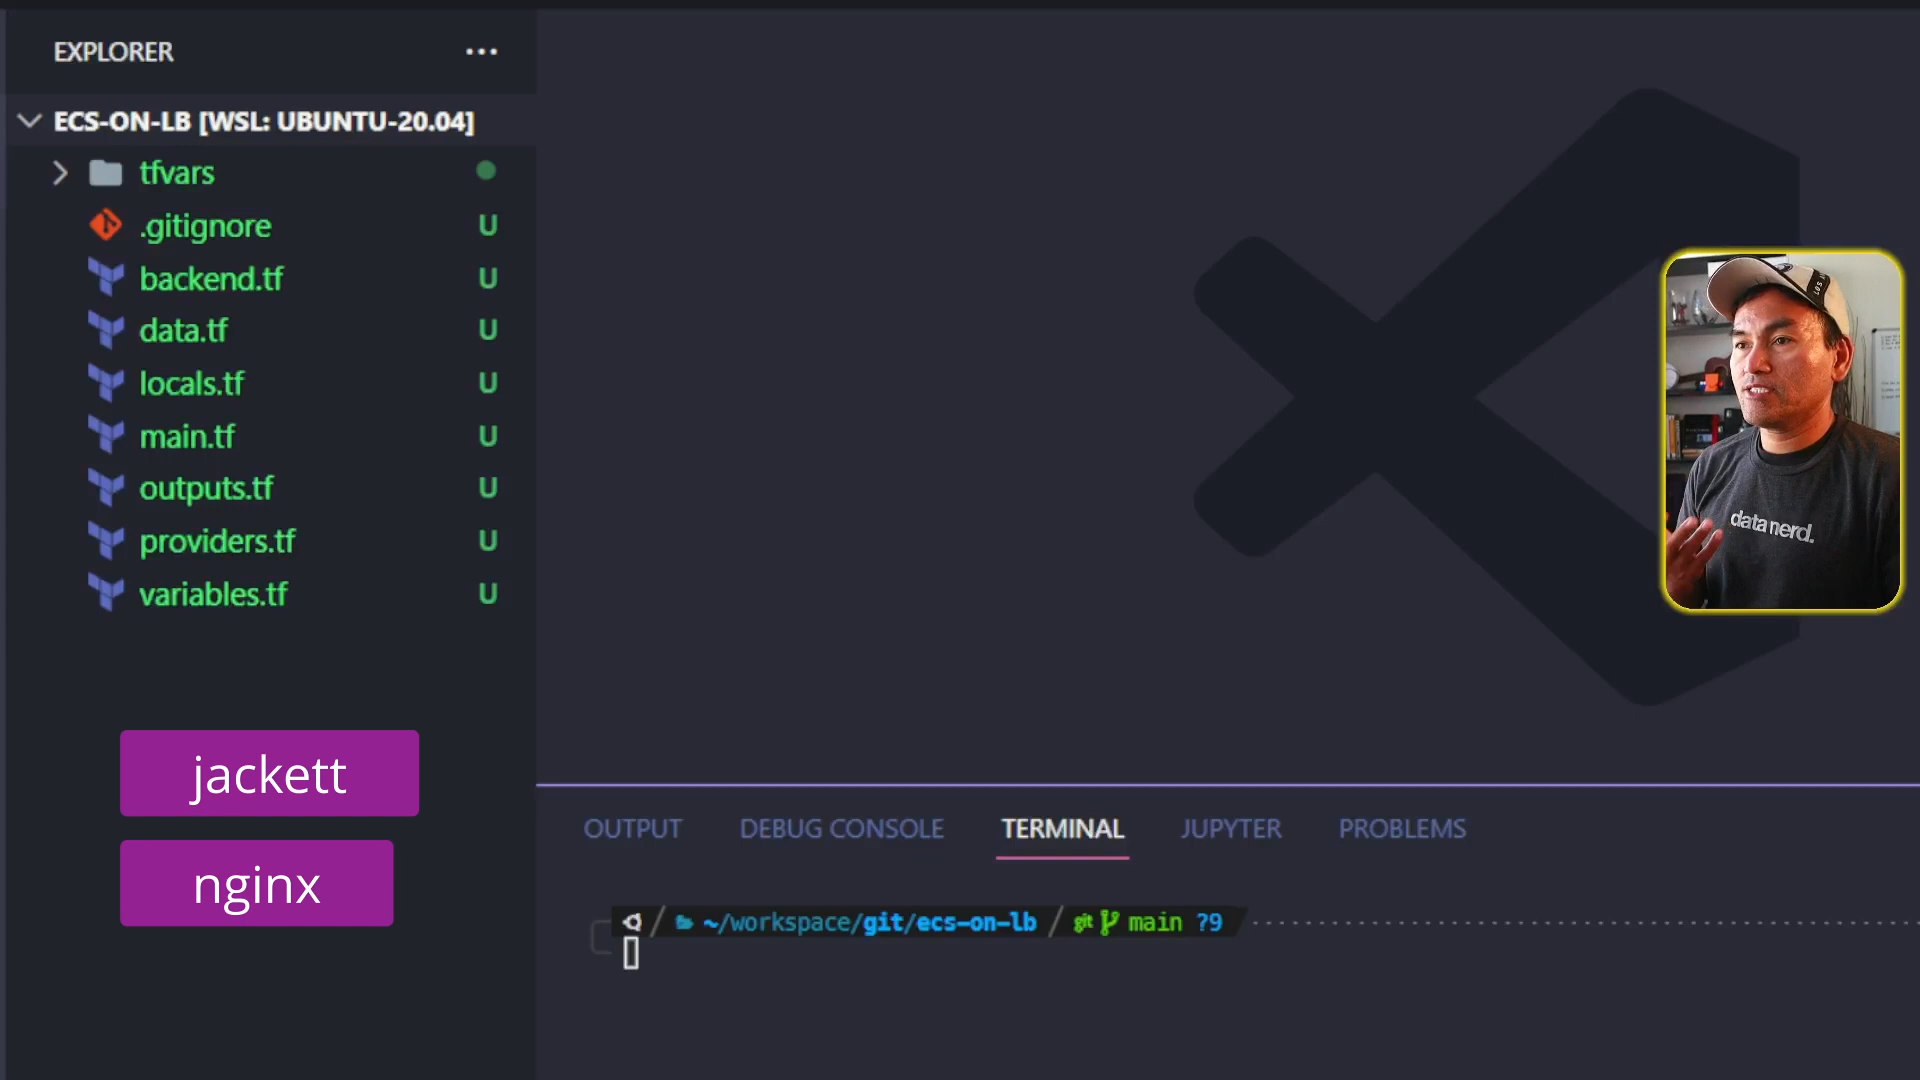 EXPLORER
ECS-ON-LB [WSL: UBUNTU-20.04]
tfvars
.gitignore U
backend.tf U
data.tf U
locals.tf U
main.tf U
outputs.tf U
providers.tf U
variables.tf U
jackett
nginx
OUTPUT DEBUG CONSOLE TERMINAL JUPYTER PROBLEMS
~/workspace/git/ecs-on-lb git main ?9
data nerd.